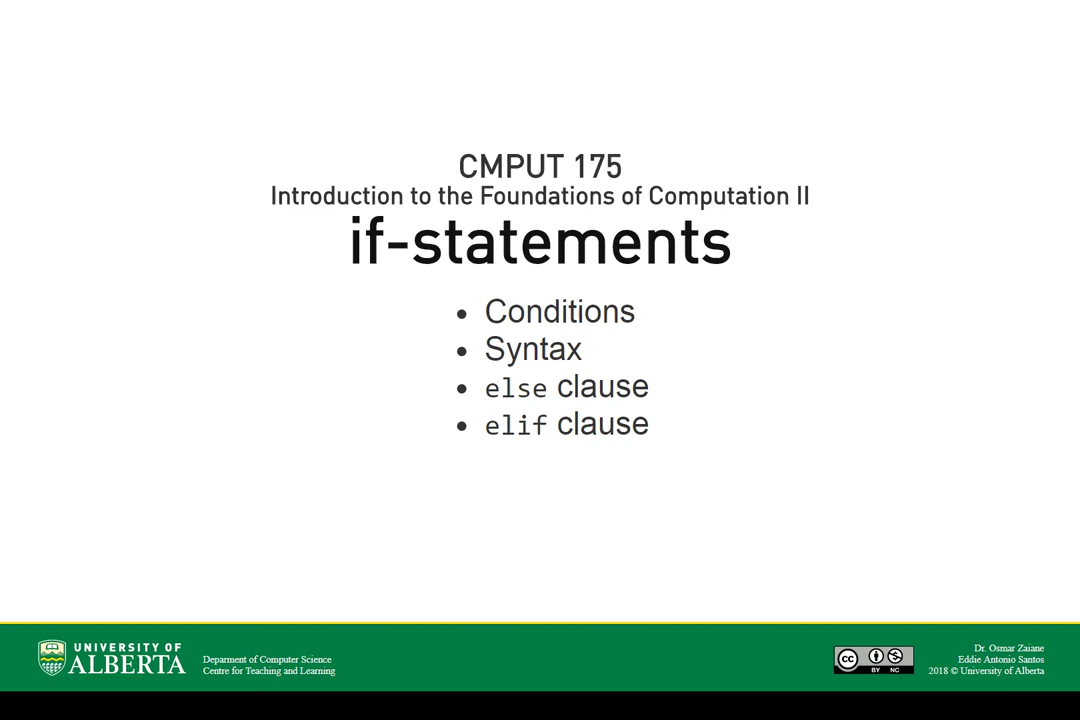 CMPUT 175
Introduction to the Foundations of Computation II
if-statements
• Conditions
• Syntax
• else clause
• elif clause
UNIVERSITY OF
ALBERTA
Deparment of Computer Science
Centre for Teaching and Learning
cc
BY NC
Dr. Osmar Zaiane
Eddie Antonio Santos
2018 © University of Alberta